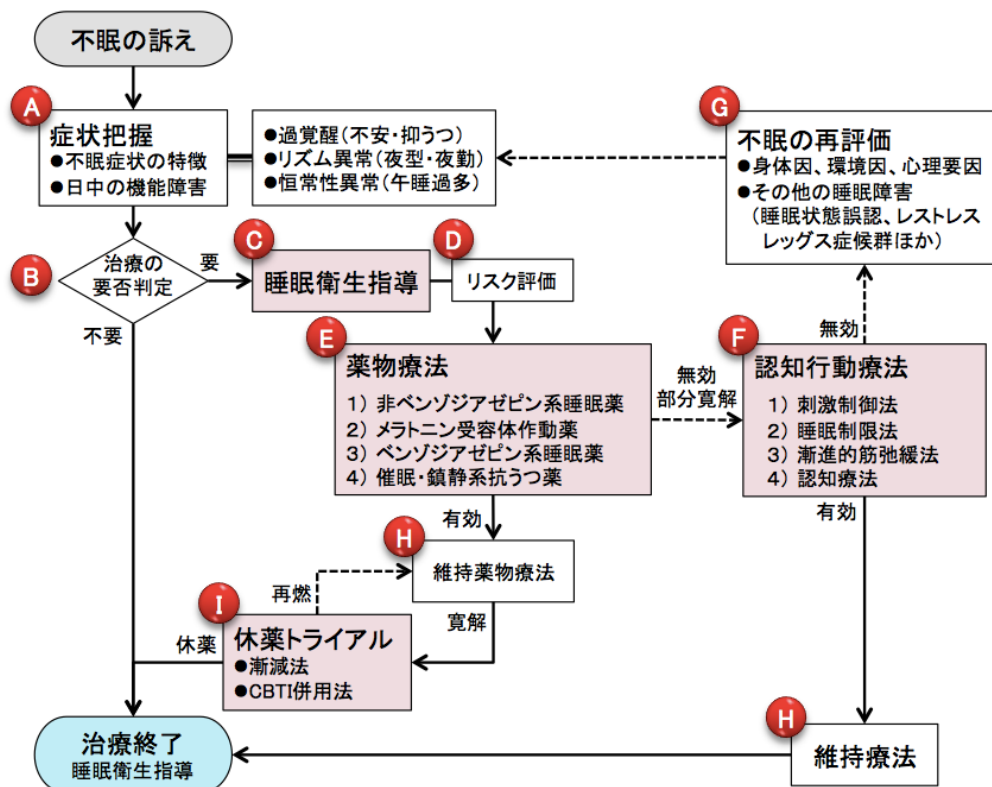 不眠の訴え
A
症状把握
●不眠症状の特徴
●日中の機能障害
●過覚醒(不安・抑うつ)
●リズム異常(夜型・夜勤)
●恒常性異常(午睡過多)
G
不眠の再評価
●身体因、環境因、心理要因
●その他の睡眠障害
(睡眠状態誤認、レストレス
レッグス症候群ほか)
B
治療の
要否判定
要
不要
C
睡眠衛生指導
D
リスク評価
E
薬物療法
1) 非ベンゾジアゼピン系睡眠薬
2) メラトニン受容体作動薬
3) ベンゾジアゼピン系睡眠薬
4) 催眠・鎮静系抗うつ薬
無効
部分寛解
無効
F
認知行動療法
1) 刺激制御法
2) 睡眠制限法
3) 漸進的筋弛緩法
4) 認知療法
有効
有効
H
維持薬物療法
再燃
寛解
I
休薬トライアル
●漸減法
●CBTI併用法
休薬
治療終了
睡眠衛生指導
H
維持療法